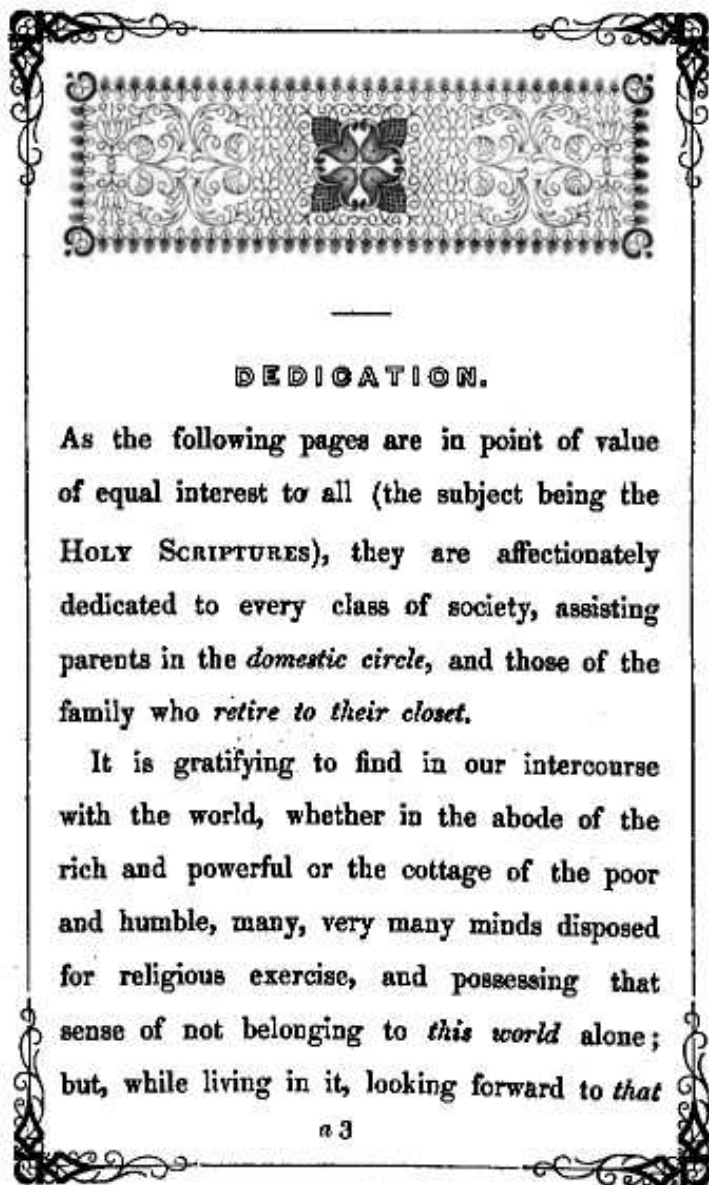 DEDICATION.
As the following pages are in point of value
of equal interest to all (the subject being the
HOLY SCRIPTURES), they are affectionately
dedicated to every class of society, assisting
parents in the domestic circle, and those of the
family who retire to their closet.
It is gratifying to find in our intercourse
with the world, whether in the abode of the
rich and powerful or the cottage of the poor
and humble, many, very many minds disposed
for religious exercise, and possessing that
sense of not belonging to this world alone;
but, while living in it, looking forward to that
a 3